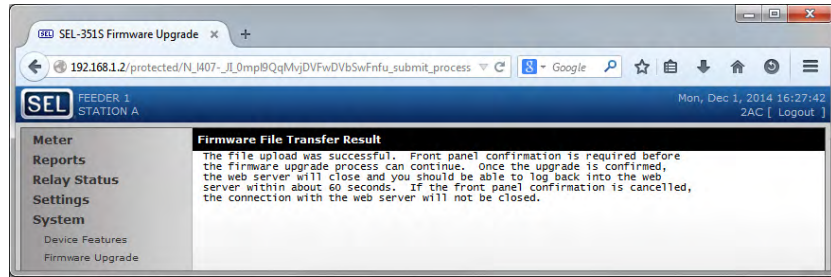 SEL SEL-351S Firmware Upgrade × +
192.168.1.2/protected/N_I407-_JI_0mpI9QqMvjDVFwDVbSwFnfu_submit_process 8 Google
SEL FEEDER 1
STATION A
Mon, Dec 1, 2014 16:27:42
2AC [ Logout ]
Meter
Reports
Relay Status
Settings
System
Device Features
Firmware Upgrade
Firmware File Transfer Result
The file upload was successful. Front panel confirmation is required before
the firmware upgrade process can continue. Once the upgrade is confirmed,
the web server will close and you should be able to log back into the web
server within about 60 seconds. If the front panel confirmation is cancelled,
the connection with the web server will not be closed.